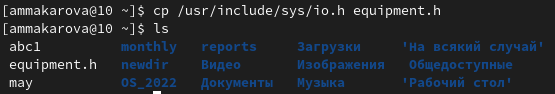 [ammakarova@10 ~]$ cp /usr/include/sys/io.h equipment.h
[ammakarova@10 ~]$ ls
abc1 monthly reports Загрузки 'На всякий случай'
equipment.h newdir Видео Изображения Общедоступные
may OS_2022 Документы Музыка 'Рабочий стол'